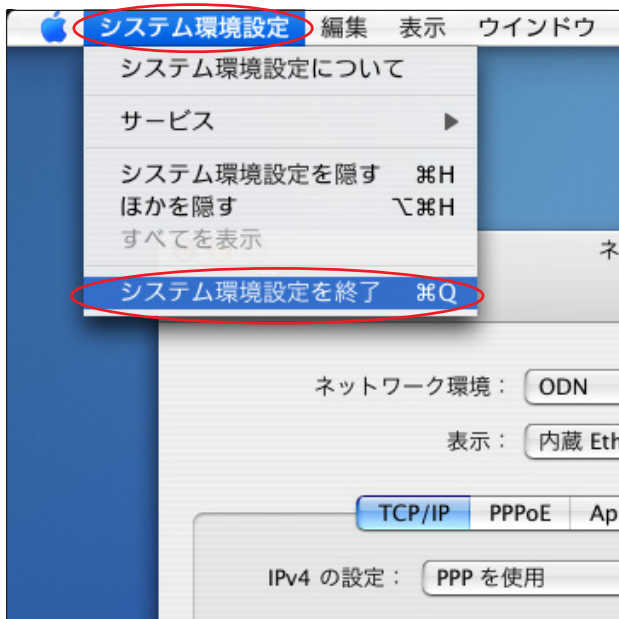 システム環境設定 編集 表示 ウインドウ
システム環境設定について
サービス ▶
システム環境設定を隠す ⌘H
ほかを隠す ⌥⌘H
すべてを表示
システム環境設定を終了 ⌘Q
ネ
ネットワーク環境： ODN
表示： 内蔵 Eth
TCP/IP PPPoE Ap
IPv4 の設定： PPP を使用